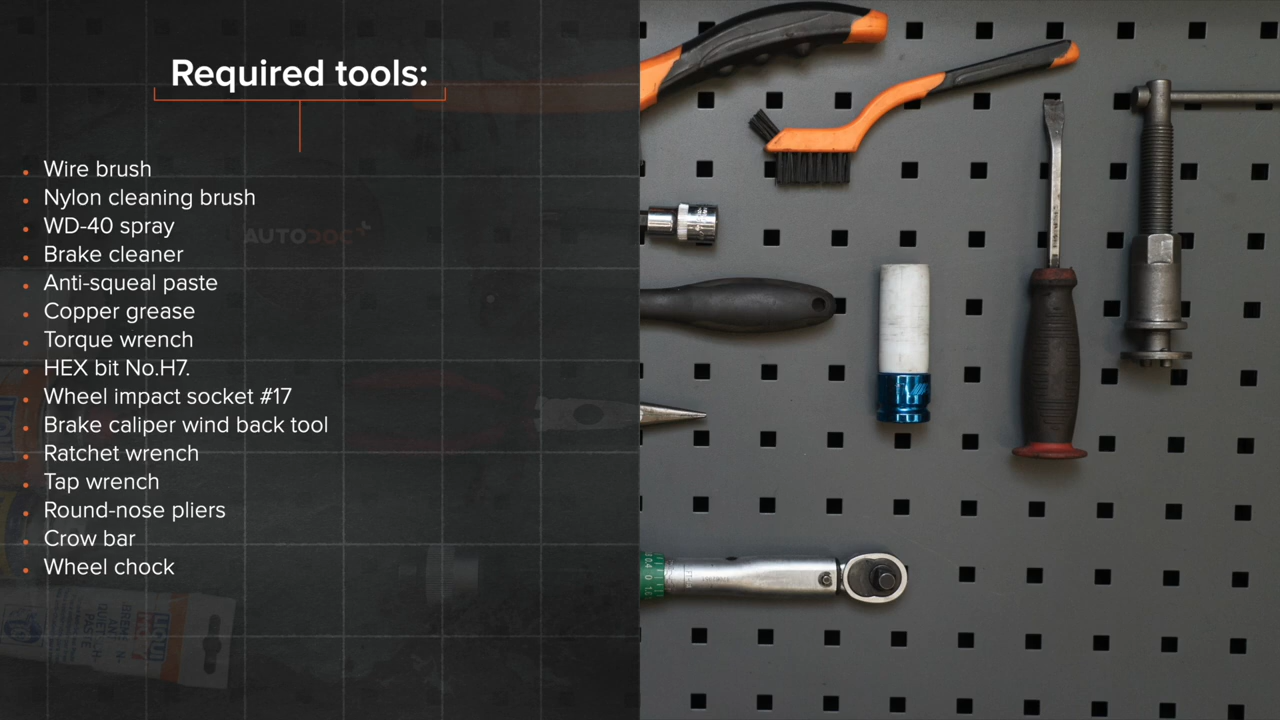 Required tools:
Wire brush
Nylon cleaning brush
WD-40 spray
AUTODOC
Brake cleaner
Anti-squeal paste
Copper grease
Torque wrench
HEX bit No.H7.
Wheel impact socket #17
Brake caliper wind back tool
Ratchet wrench
Tap wrench
Round-nose pliers
Crow bar
Wheel chock